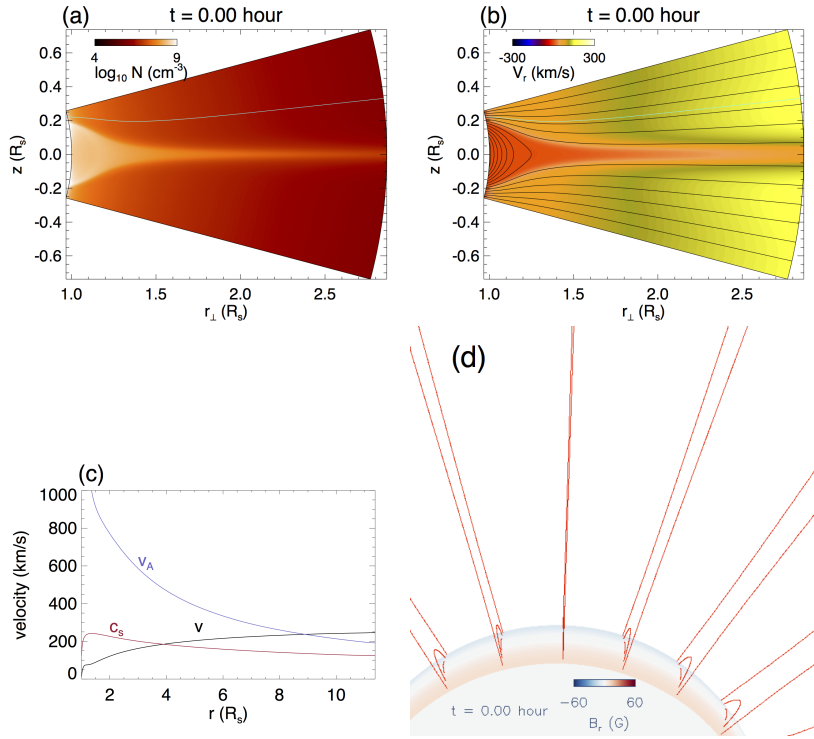 (a) t = 0.00 hour
4 9
log₁₀ N (cm⁻³)
0.6
0.4
0.2
0.0
-0.2
-0.4
-0.6
z (Rₛ)
1.0 1.5 2.0 2.5
r⊥ (Rₛ)
(b) t = 0.00 hour
-300 300
Vᵣ (km/s)
0.6
0.4
0.2
0.0
-0.2
-0.4
-0.6
z (Rₛ)
1.0 1.5 2.0 2.5
r⊥ (Rₛ)
(c)
1000
800
600
400
200
0
velocity (km/s)
V_A
C_s
V
2 4 6 8 10
r (Rₛ)
(d)
t = 0.00 hour
−60 60
Bᵣ (G)